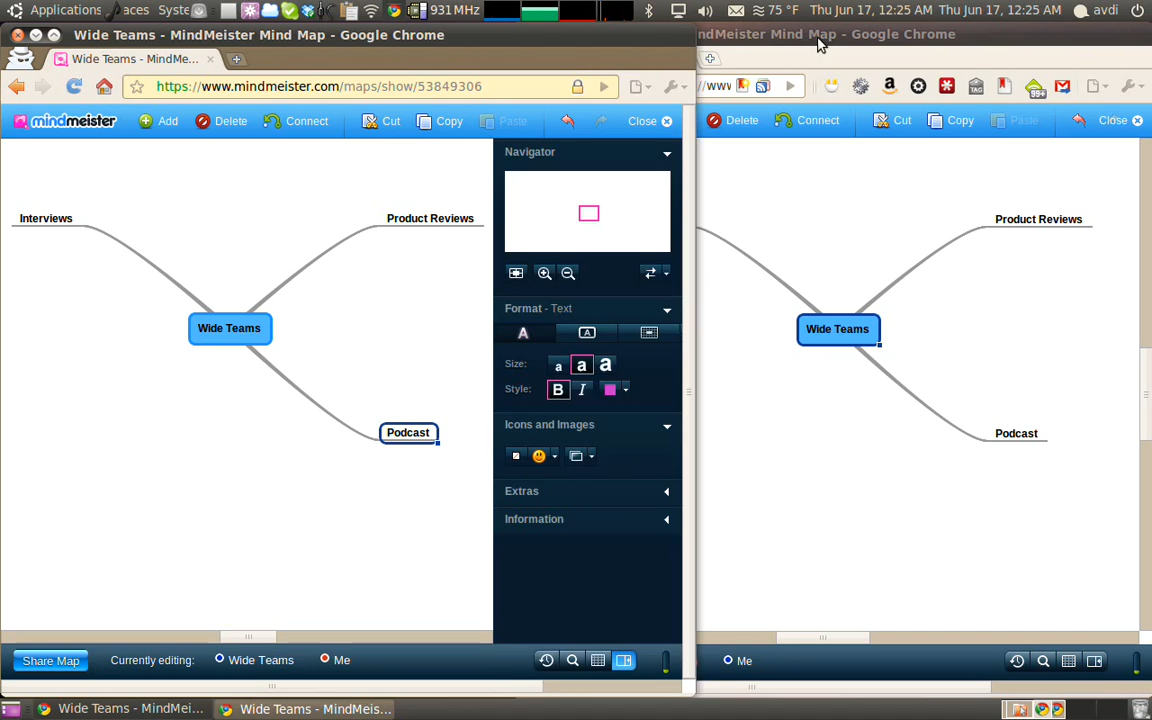 Applications
aces
Syste
931 MHz
75 °F
Thu Jun 17, 12:25 AM
Thu Jun 17, 12:25 AM
avdi
Wide Teams - MindMeister Mind Map - Google Chrome
ndMeister Mind Map - Google Chrome
Wide Teams - MindMe...
https://www.mindmeister.com/maps/show/53849306
//www
TAG
99+
mindmeister
Add
Delete
Connect
Cut
Copy
Paste
Close
Delete
Connect
Cut
Copy
Paste
Close
Interviews
Product Reviews
Wide Teams
Podcast
Navigator
Format - Text
A
A
Size:
a
a
a
Style:
B
I
Icons and Images
Extras
Information
Product Reviews
Wide Teams
Podcast
Share Map
Currently editing:
Wide Teams
Me
Me
Wide Teams - MindMei...
Wide Teams - MindMeis...